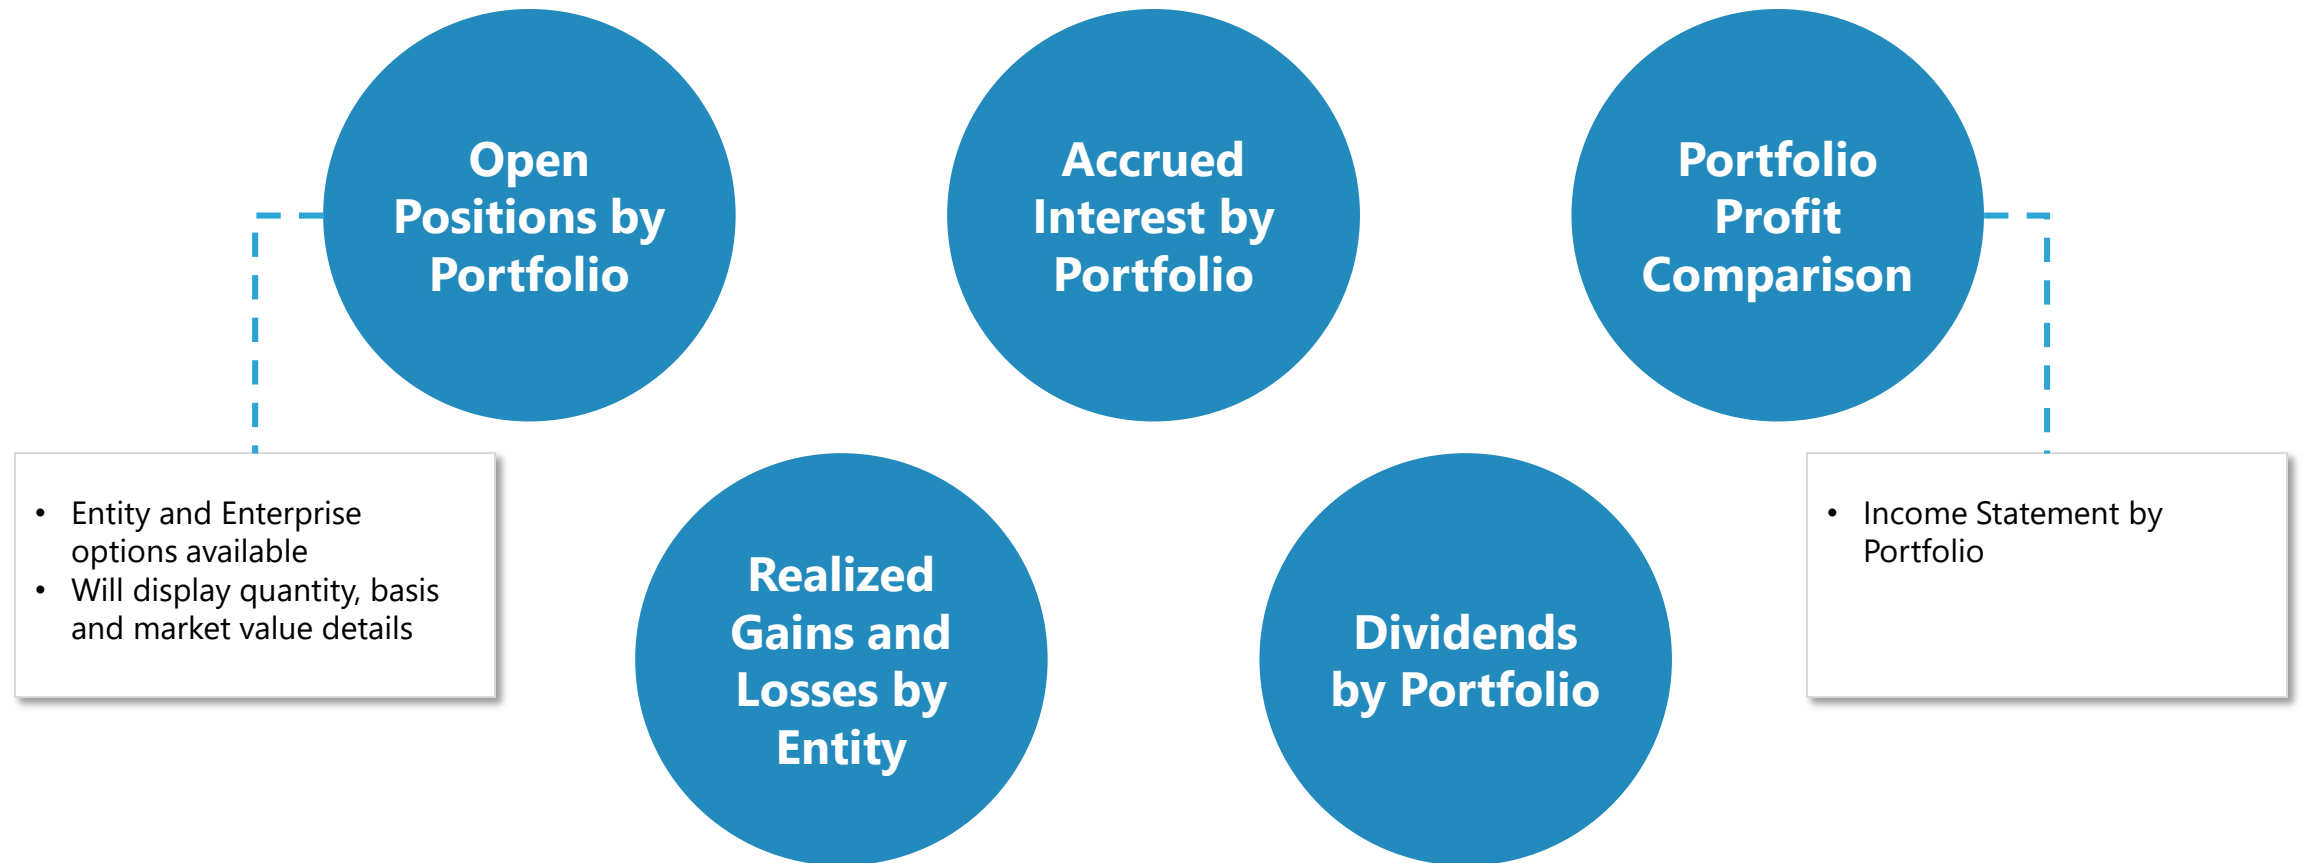 Open
Positions by
Portfolio
Accrued
Interest by
Portfolio
Portfolio
Profit
Comparison
• Entity and Enterprise
options available
• Will display quantity, basis
and market value details
Realized
Gains and
Losses by
Entity
Dividends
by Portfolio
• Income Statement by
Portfolio